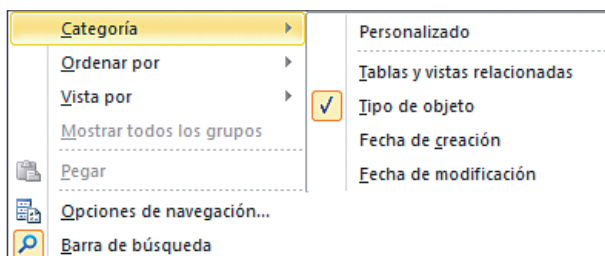 Categoría
Ordenar por
Vista por
Mostrar todos los grupos
Pegar
Opciones de navegación...
Barra de búsqueda
Personalizado
Tablas y vistas relacionadas
Tipo de objeto
Fecha de creación
Fecha de modificación